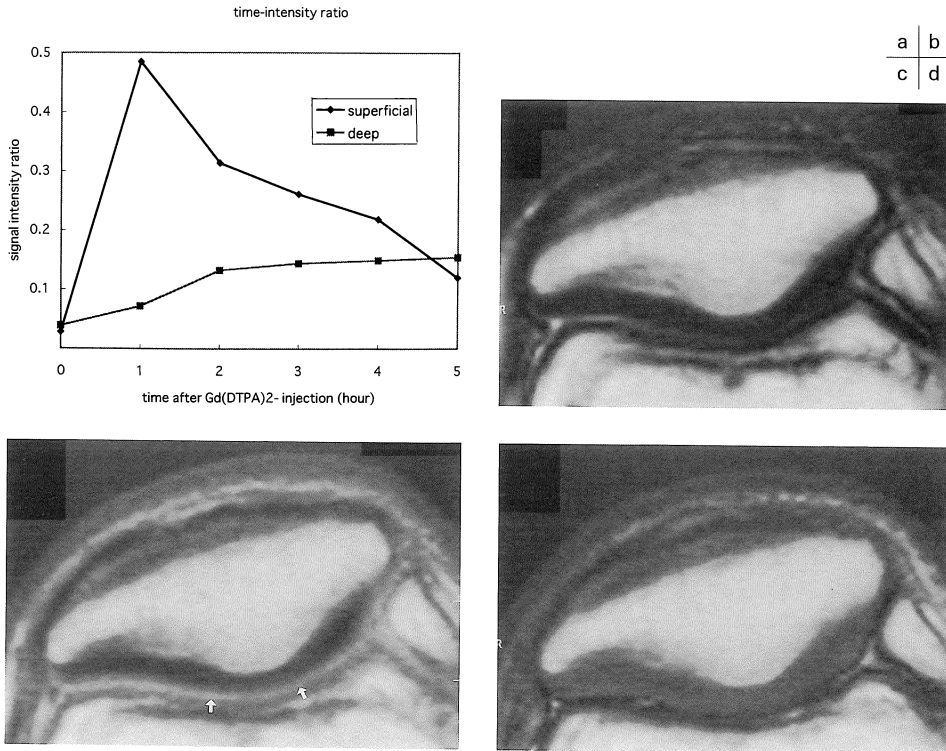 time-intensity ratio
0.5
0.4
0.3
0.2
0.1
signal intensity ratio
superficial
deep
0 1 2 3 4 5
time after Gd(DTPA)2- injection (hour)
a b
c d
R
R